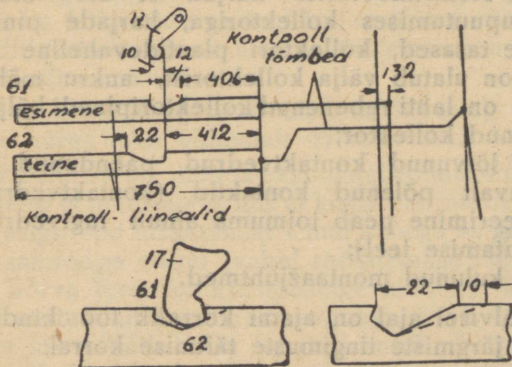 11
10 12
Kontroll
tõmbed
406
132
61
esimene
62
22 412
teine
750
Kontroll-liinealid
17
61
62
22 10